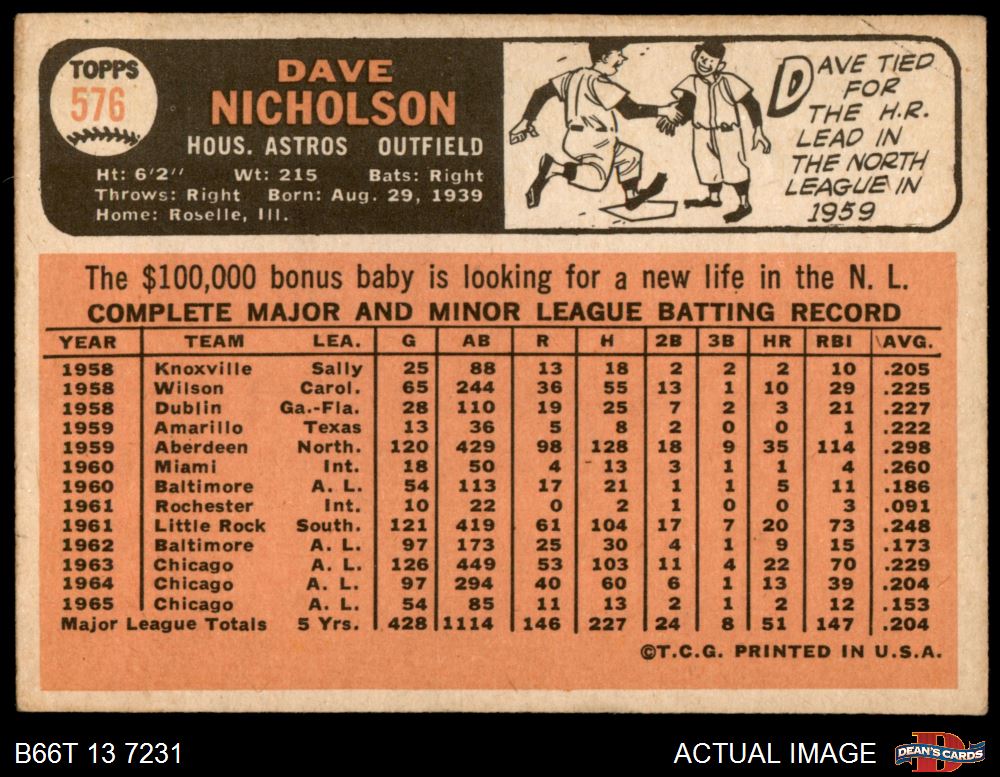 TOPPS
576
DAVE
NICHOLSON
HOUS. ASTROS OUTFIELD
Ht: 6'2" Wt: 215 Bats: Right
Throws: Right Born: Aug. 29, 1939
Home: Roselle, Ill.
DAVE TIED
FOR
THE H.R.
LEAD IN
THE NORTH
LEAGUE IN
1959
The $100,000 bonus baby is looking for a new life in the N. L.
COMPLETE MAJOR AND MINOR LEAGUE BATTING RECORD
YEAR TEAM LEA. G AB R H 2B 3B HR RBI AVG.
1958 Knoxville Sally 25 88 13 18 2 2 2 10 .205
1958 Wilson Carol. 65 244 36 55 13 1 10 29 .225
1958 Dublin Ga.-Fla. 28 110 19 25 7 2 3 21 .227
1959 Amarillo Texas 13 36 5 8 2 0 0 1 .222
1959 Aberdeen North. 120 429 98 128 18 9 35 114 .298
1960 Miami Int. 18 50 4 13 3 1 1 4 .260
1960 Baltimore A. L. 54 113 17 21 1 1 5 11 .186
1961 Rochester Int. 10 22 0 2 1 0 0 3 .091
1961 Little Rock South. 121 419 61 104 17 7 20 73 .248
1962 Baltimore A. L. 97 173 25 30 4 1 9 15 .173
1963 Chicago A. L. 126 449 53 103 11 4 22 70 .229
1964 Chicago A. L. 97 294 40 60 6 1 13 39 .204
1965 Chicago A. L. 54 85 11 13 2 1 2 12 .153
Major League Totals 5 Yrs. 428 1114 146 227 24 8 51 147 .204
©T.C.G. PRINTED IN U.S.A.
B66T 13 7231
ACTUAL IMAGE
DEAN'S CARDS